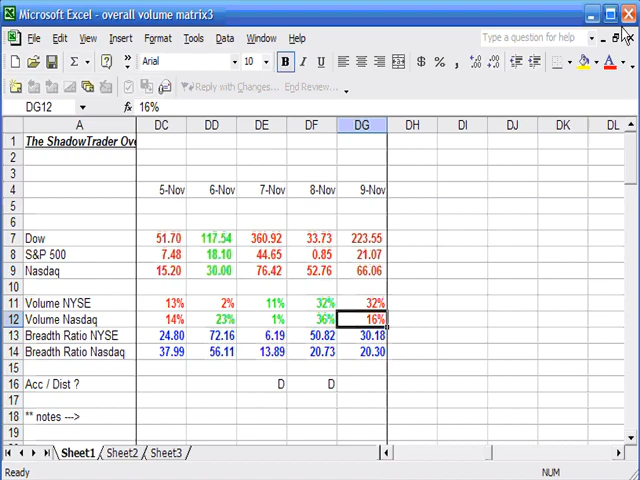 Microsoft Excel - overall volume matrix3
File Edit View Insert Format Tools Data Window Help Type a question for help
Σ ? Arial 10 B I U $ % ,
Reply with Changes... End Review...
DG12 fx 16%
A DC DD DE DF DG DH DI DJ DK DL
1 The ShadowTrader Ove
2
3
4 5-Nov 6-Nov 7-Nov 8-Nov 9-Nov
5
6
7 Dow 51.70 117.54 360.92 33.73 223.55
8 S&P 500 7.48 18.10 44.65 0.85 21.07
9 Nasdaq 15.20 30.00 76.42 52.76 66.06
10
11 Volume NYSE 13% 2% 11% 32% 32%
12 Volume Nasdaq 14% 23% 1% 36% 16%
13 Breadth Ratio NYSE 24.80 72.16 6.19 50.82 30.18
14 Breadth Ratio Nasdaq 37.99 56.11 13.89 20.73 20.30
15
16 Acc / Dist ? D D
17
18 ** notes --->
19
Sheet1 Sheet2 Sheet3
Ready NUM